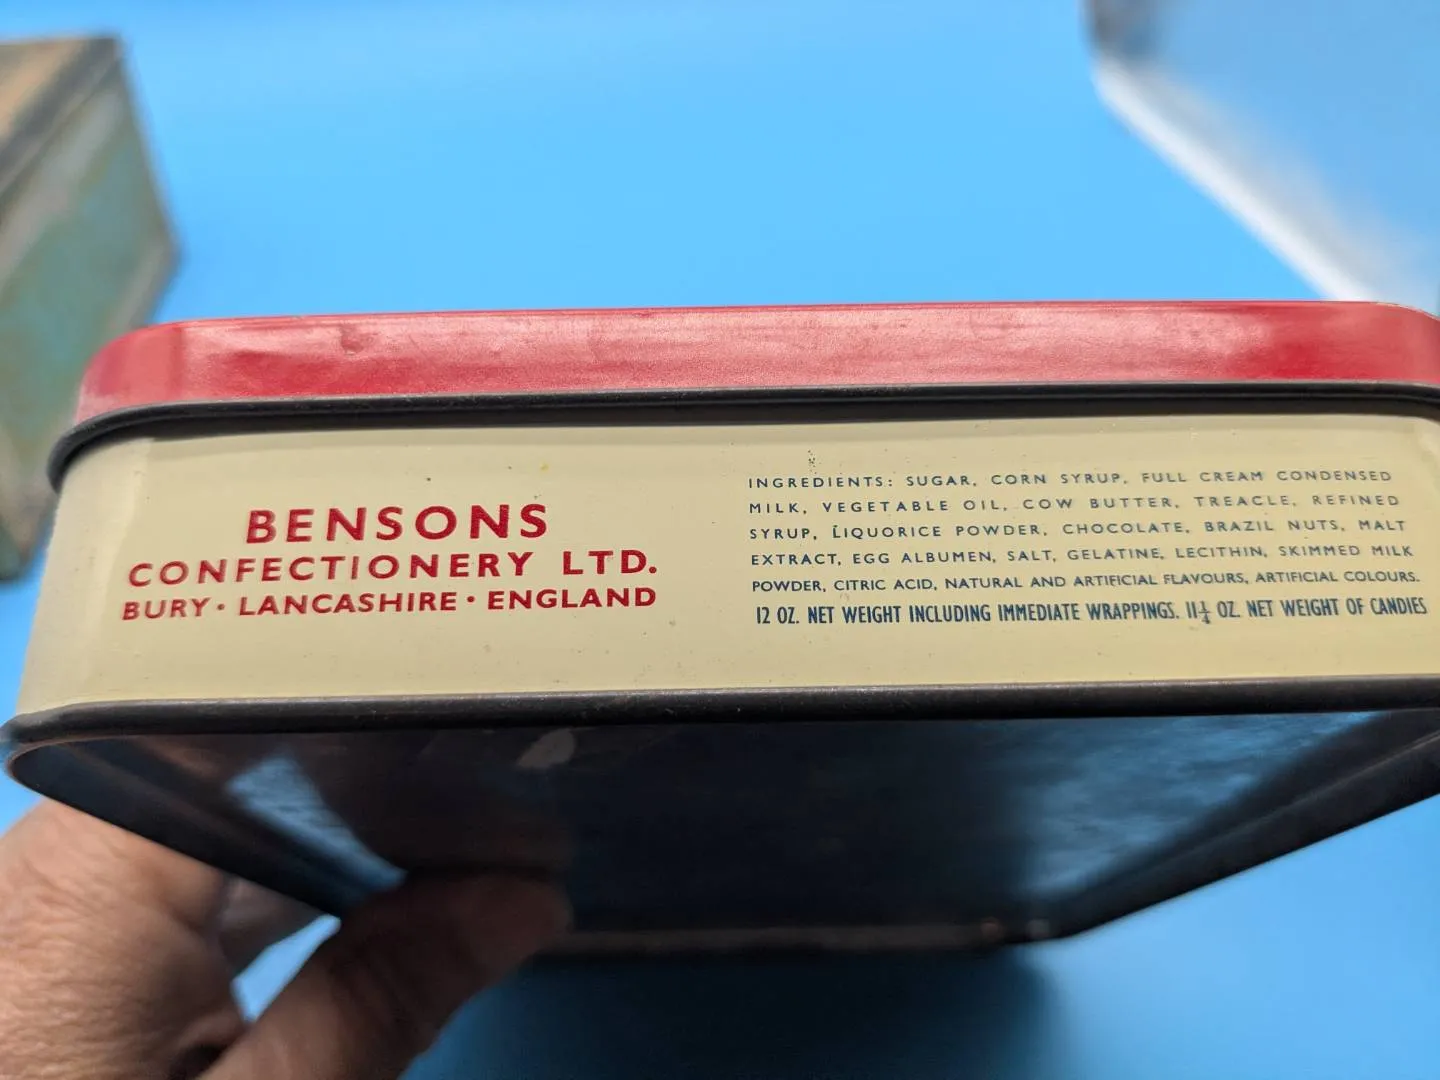 BENSONS
CONFECTIONERY LTD.
BURY • LANCASHIRE • ENGLAND
INGREDIENTS: SUGAR, CORN SYRUP, FULL CREAM CONDENSED
MILK, VEGETABLE OIL, COW BUTTER, TREACLE, REFINED
SYRUP, LIQUORICE POWDER, CHOCOLATE, BRAZIL NUTS, MALT
EXTRACT, EGG ALBUMEN, SALT, GELATINE, LECITHIN, SKIMMED MILK
POWDER, CITRIC ACID, NATURAL AND ARTIFICIAL FLAVOURS, ARTIFICIAL COLOURS.
12 OZ. NET WEIGHT INCLUDING IMMEDIATE WRAPPINGS. 11¼ OZ. NET WEIGHT OF CANDIES